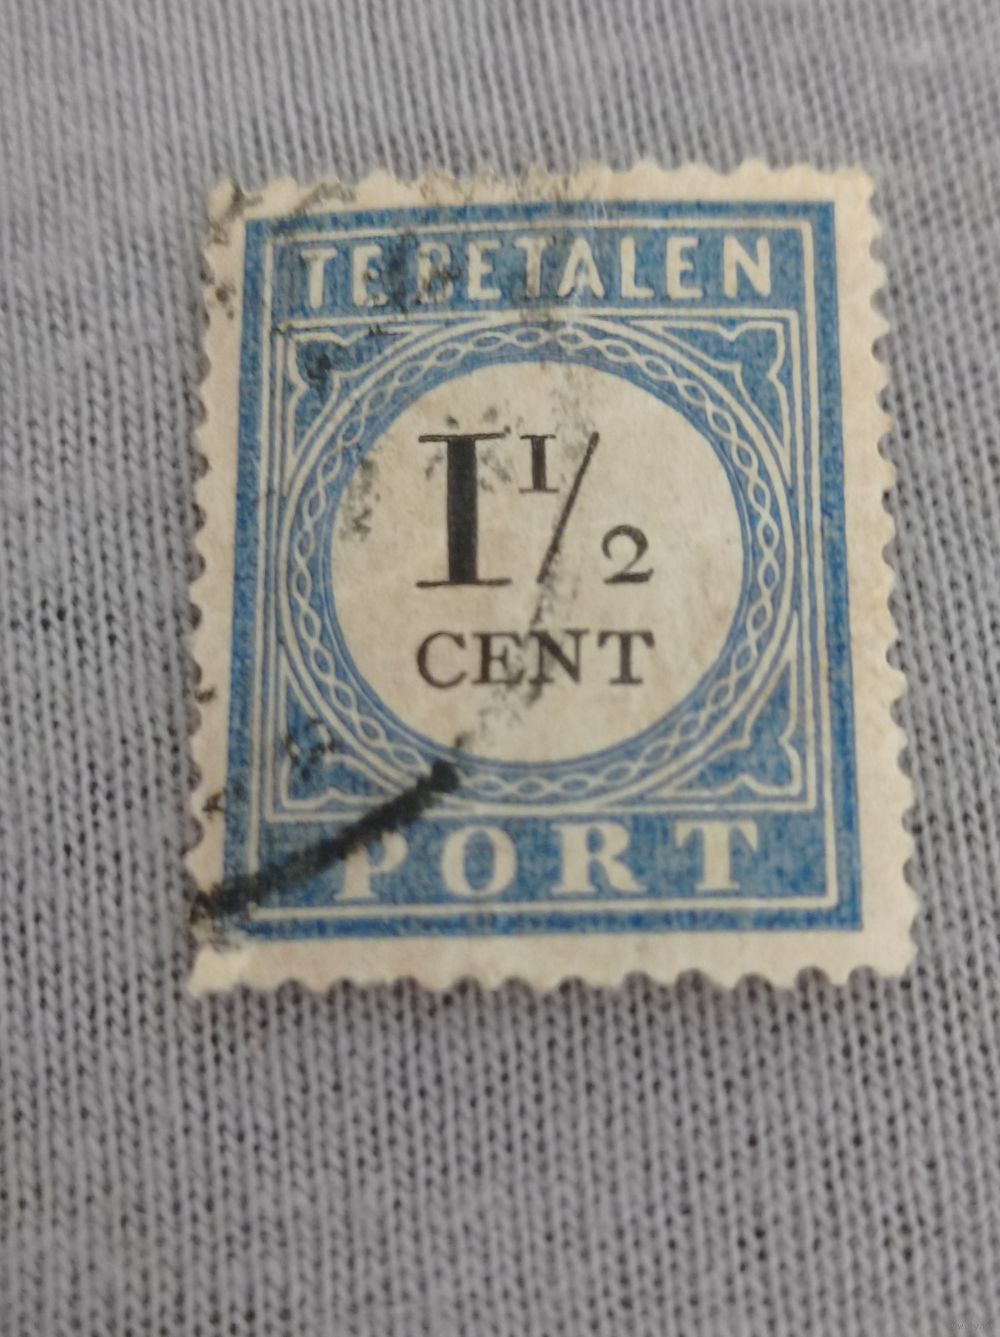 TE BETALEN
1 1/2
CENT
PORT